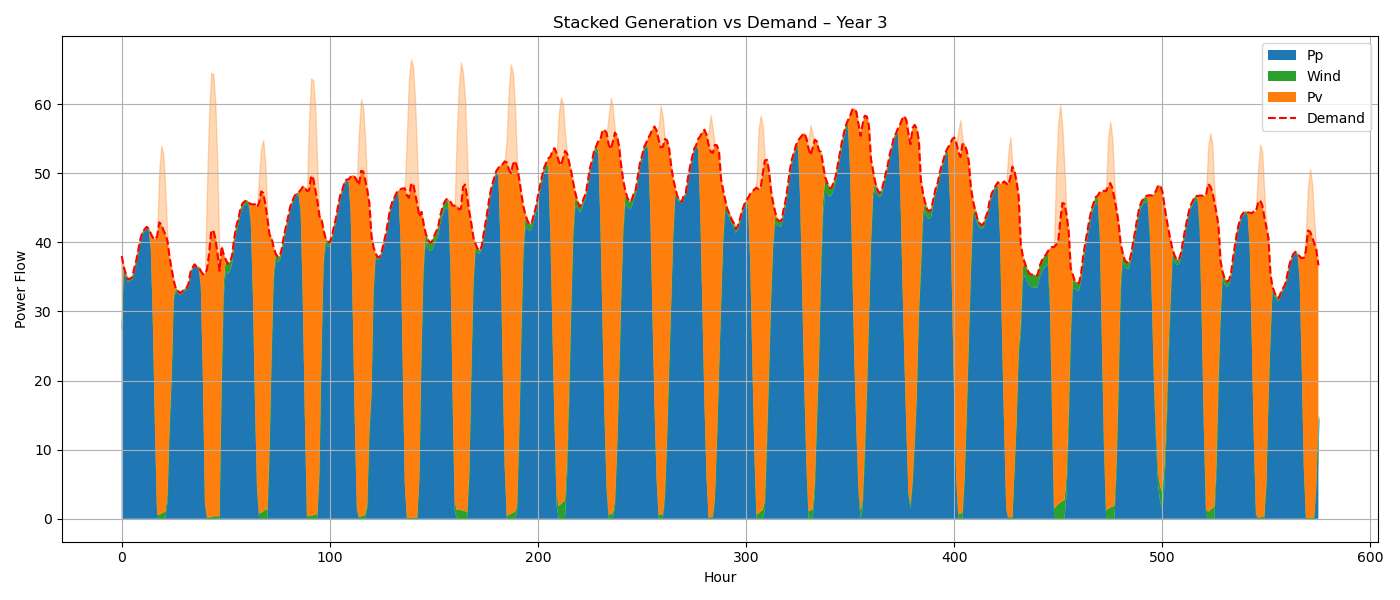 Stacked Generation vs Demand – Year 3
Pp
Wind
Pv
Demand
Power Flow
60
50
40
30
20
10
0
0 100 200 300 400 500 600
Hour